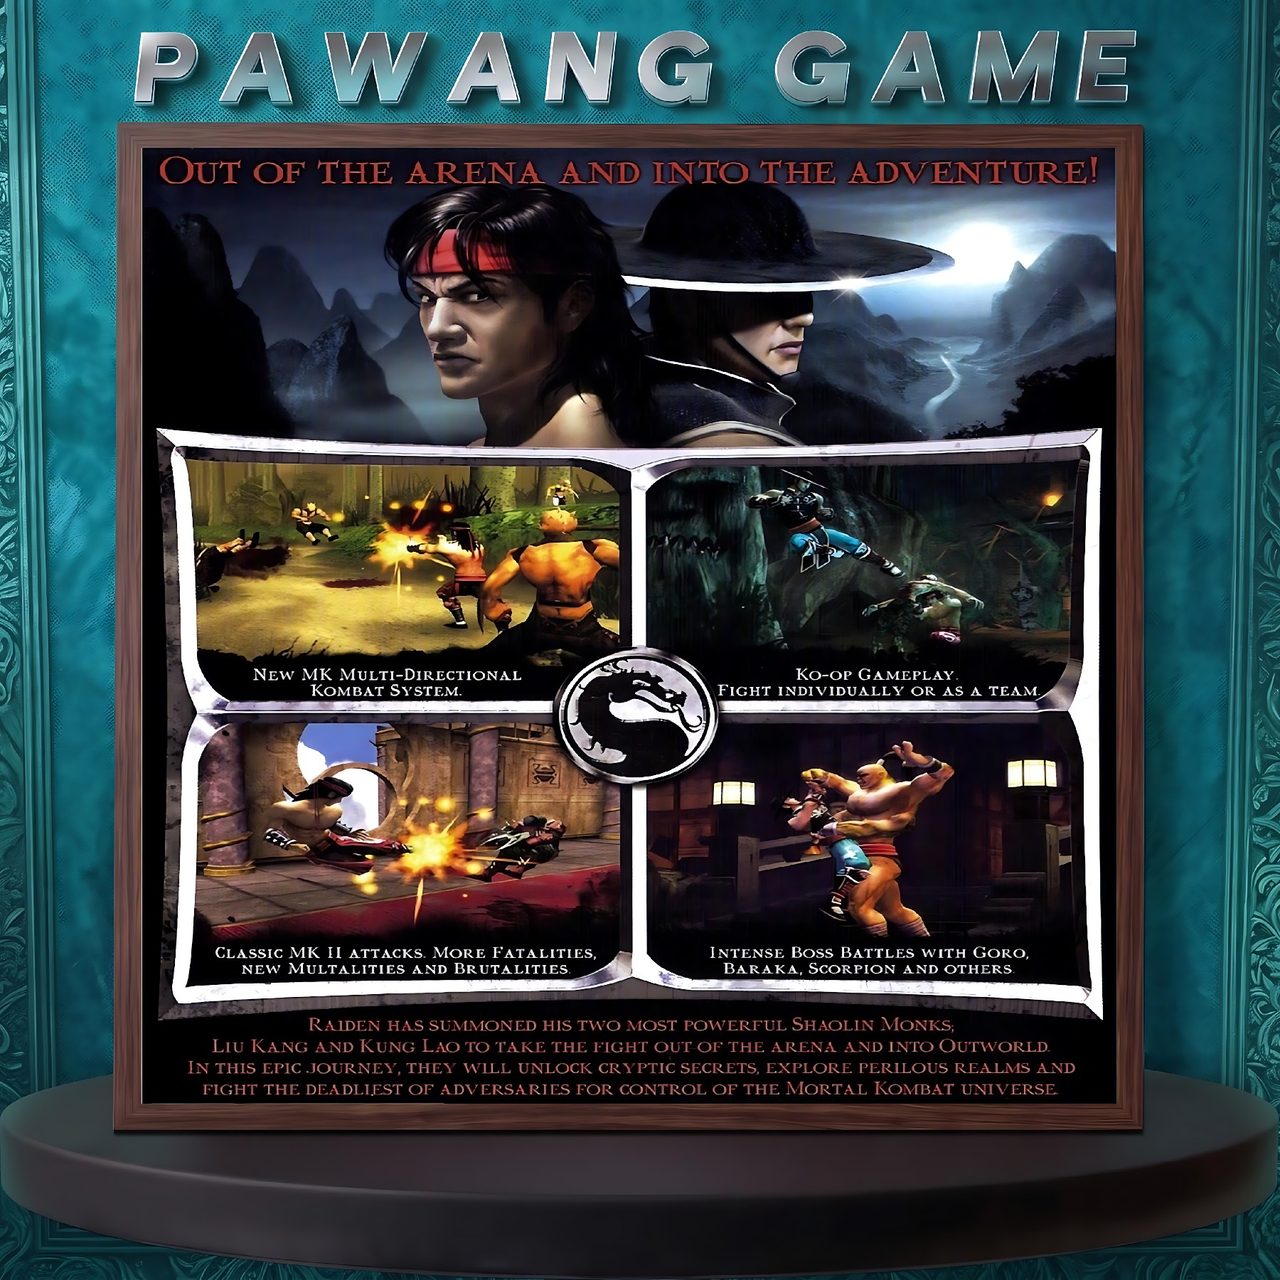 PAWANG GAME
OUT OF THE ARENA AND INTO THE ADVENTURE!
NEW MK MULTI-DIRECTIONAL
KOMBAT SYSTEM.
KO-OP GAMEPLAY.
FIGHT INDIVIDUALLY OR AS A TEAM.
CLASSIC MK II ATTACKS. MORE FATALITIES,
NEW MULTALITIES AND BRUTALITIES.
INTENSE BOSS BATTLES WITH GORO,
BARAKA, SCORPION AND OTHERS.
RAIDEN HAS SUMMONED HIS TWO MOST POWERFUL SHAOLIN MONKS,
LIU KANG AND KUNG LAO TO TAKE THE FIGHT OUT OF THE ARENA AND INTO OUTWORLD.
IN THIS EPIC JOURNEY, THEY WILL UNLOCK CRYPTIC SECRETS, EXPLORE PERILOUS REALMS AND
FIGHT THE DEADLIEST OF ADVERSARIES FOR CONTROL OF THE MORTAL KOMBAT UNIVERSE.